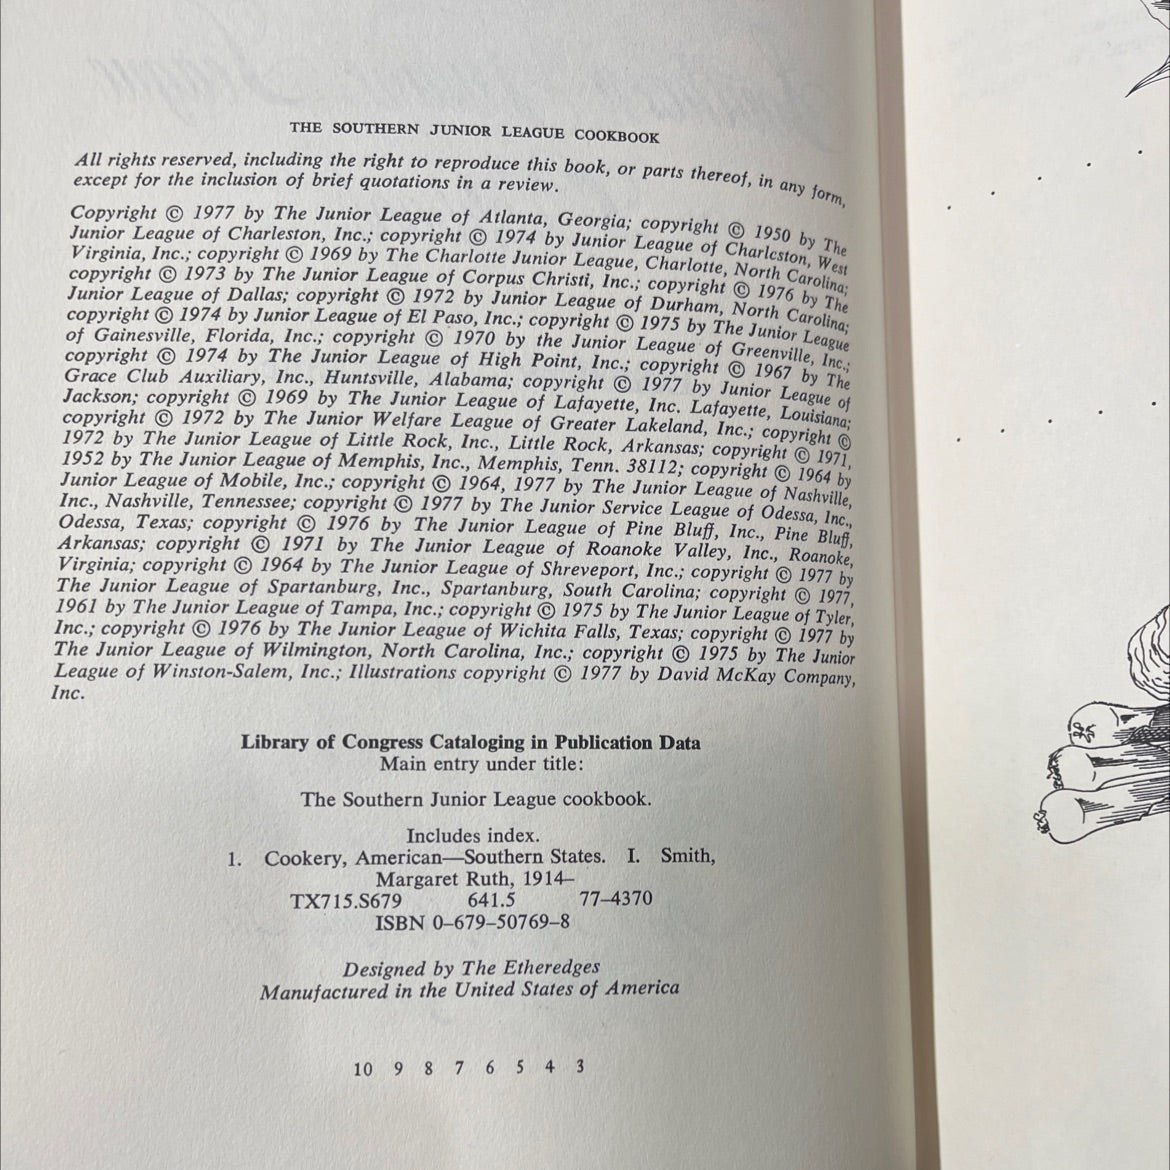 THE SOUTHERN JUNIOR LEAGUE COOKBOOK
All rights reserved, including the right to reproduce this book, or parts thereof, in any form,
except for the inclusion of brief quotations in a review.
Copyright © 1977 by The Junior League of Atlanta, Georgia; copyright © 1950 by The
Junior League of Charleston, Inc.; copyright © 1974 by Junior League of Charleston, West
Virginia, Inc.; copyright © 1969 by The Charlotte Junior League, Charlotte, North Carolina;
copyright © 1973 by The Junior League of Corpus Christi, Inc.; copyright © 1976 by The
Junior League of Dallas; copyright © 1972 by Junior League of Durham, North Carolina;
copyright © 1974 by Junior League of El Paso, Inc.; copyright © 1975 by The Junior League
of Gainesville, Florida, Inc.; copyright © 1970 by the Junior League of Greenville, Inc.;
copyright © 1974 by The Junior League of High Point, Inc.; copyright © 1967 by The
Grace Club Auxiliary, Inc., Huntsville, Alabama; copyright © 1977 by Junior League of
Jackson; copyright © 1969 by The Junior League of Lafayette, Inc. Lafayette, Louisiana;
copyright © 1972 by The Junior Welfare League of Greater Lakeland, Inc.; copyright ©
1972 by The Junior League of Little Rock, Inc., Little Rock, Arkansas; copyright © 1971,
1952 by The Junior League of Memphis, Inc., Memphis, Tenn. 38112; copyright © 1964 by
Junior League of Mobile, Inc.; copyright © 1964, 1977 by The Junior League of Nashville,
Inc., Nashville, Tennessee; copyright © 1977 by The Junior Service League of Odessa, Inc.,
Odessa, Texas; copyright © 1976 by The Junior League of Pine Bluff, Inc., Pine Bluff,
Arkansas; copyright © 1971 by The Junior League of Roanoke Valley, Inc., Roanoke,
Virginia; copyright © 1964 by The Junior League of Shreveport, Inc.; copyright © 1977 by
The Junior League of Spartanburg, Inc., Spartanburg, South Carolina; copyright © 1977,
1961 by The Junior League of Tampa, Inc.; copyright © 1975 by The Junior League of Tyler,
Inc.; copyright © 1976 by The Junior League of Wichita Falls, Texas; copyright © 1977 by
The Junior League of Wilmington, North Carolina, Inc.; copyright © 1975 by The Junior
League of Winston-Salem, Inc.; Illustrations copyright © 1977 by David McKay Company,
Inc.
Library of Congress Cataloging in Publication Data
Main entry under title:
The Southern Junior League cookbook.
Includes index.
1. Cookery, American—Southern States. I. Smith,
Margaret Ruth, 1914–
TX715.S679 641.5 77–4370
ISBN 0–679–50769–8
Designed by The Etheredges
Manufactured in the United States of America
10 9 8 7 6 5 4 3